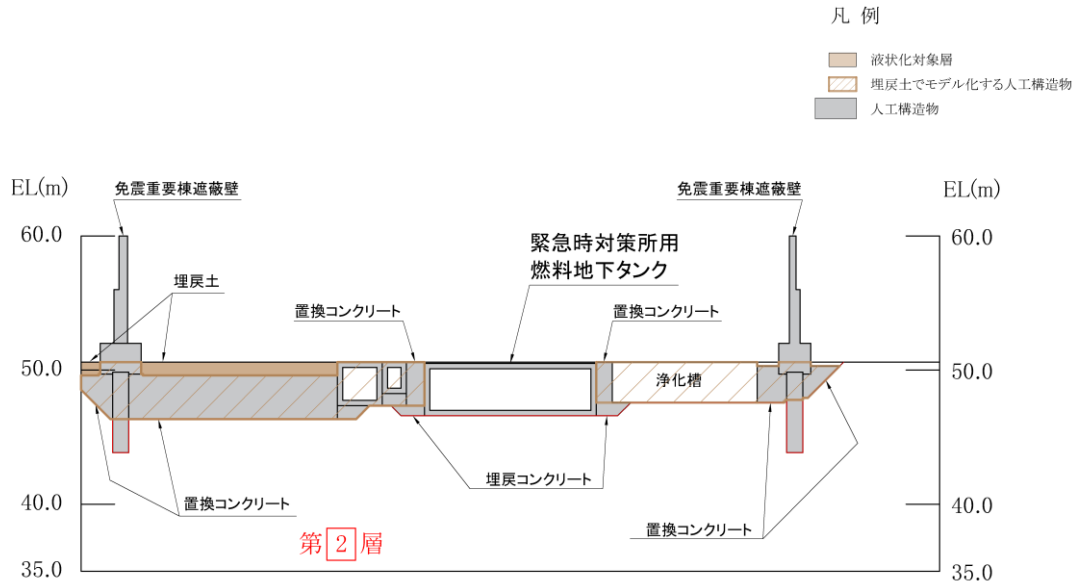 凡 例
液状化対象層
埋戻土でモデル化する人工構造物
人工構造物
EL(m)
EL(m)
免震重要棟遮蔽壁
免震重要棟遮蔽壁
60.0
60.0
緊急時対策所用
燃料地下タンク
埋戻土
置換コンクリート
置換コンクリート
50.0
50.0
浄化槽
埋戻コンクリート
40.0
40.0
置換コンクリート
置換コンクリート
第2層
35.0
35.0